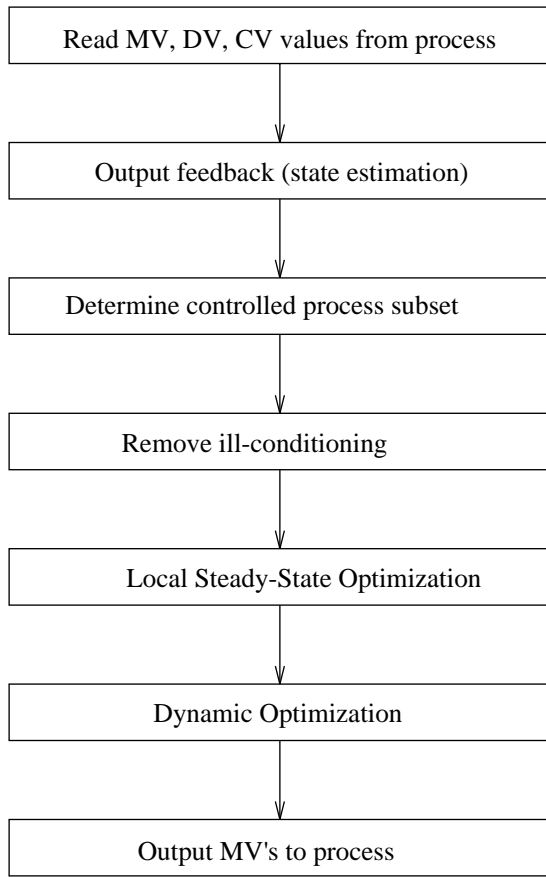 Read MV, DV, CV values from process
Output feedback (state estimation)
Determine controlled process subset
Remove ill-conditioning
Local Steady-State Optimization
Dynamic Optimization
Output MV's to process